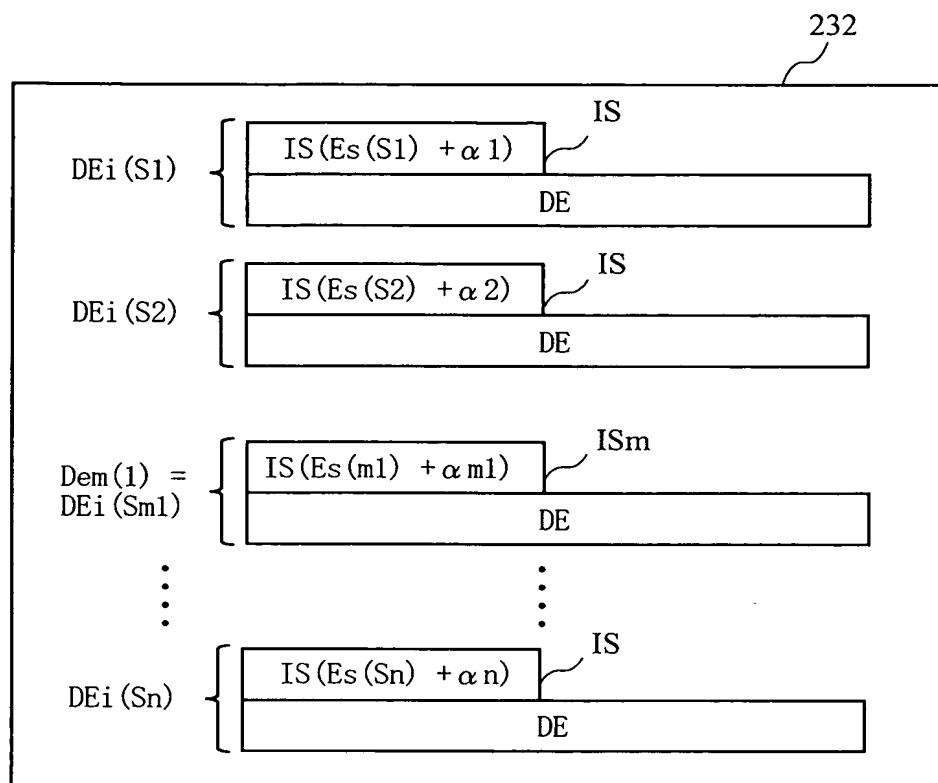 232
IS
IS(Es(S1) +α1)
DEi(S1)
DE
IS
IS(Es(S2) +α2)
DEi(S2)
DE
ISm
IS(Es(m1) +αm1)
Dem(1) =
DEi(Sm1)
DE
IS
IS(Es(Sn) +αn)
DEi(Sn)
DE